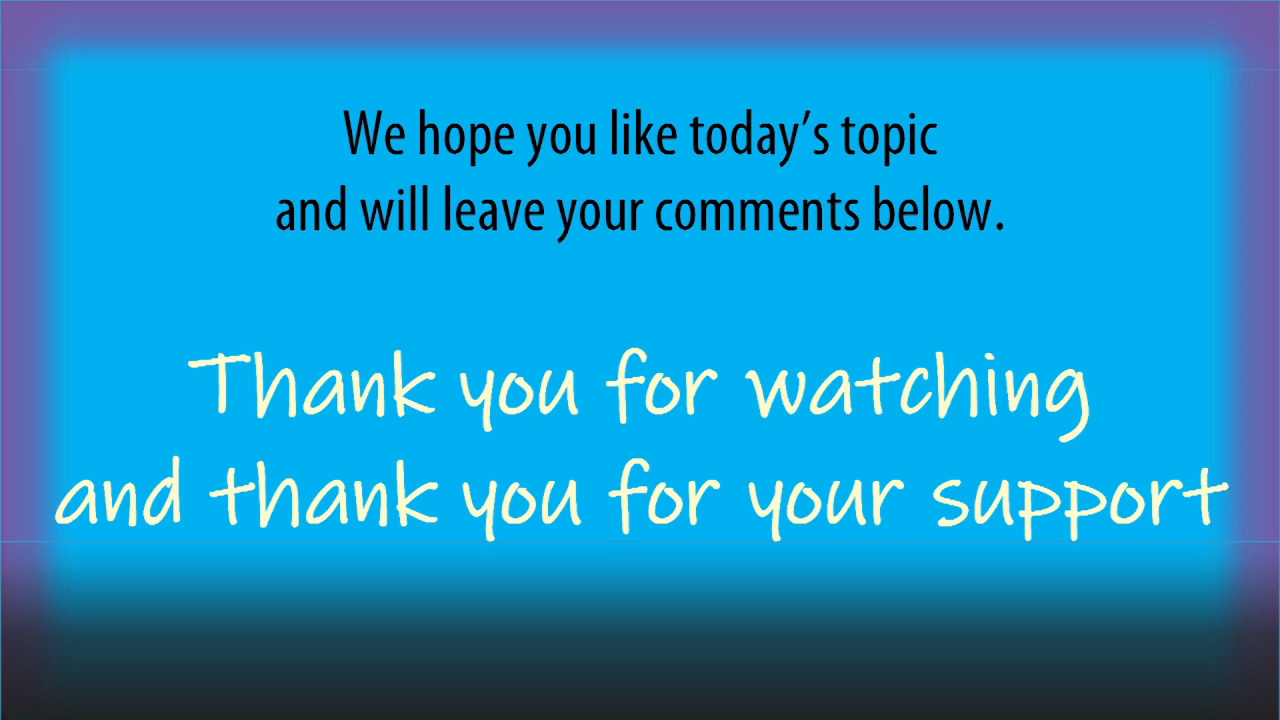 We hope you like today’s topic
and will leave your comments below.
Thank you for watching
and thank you for your support